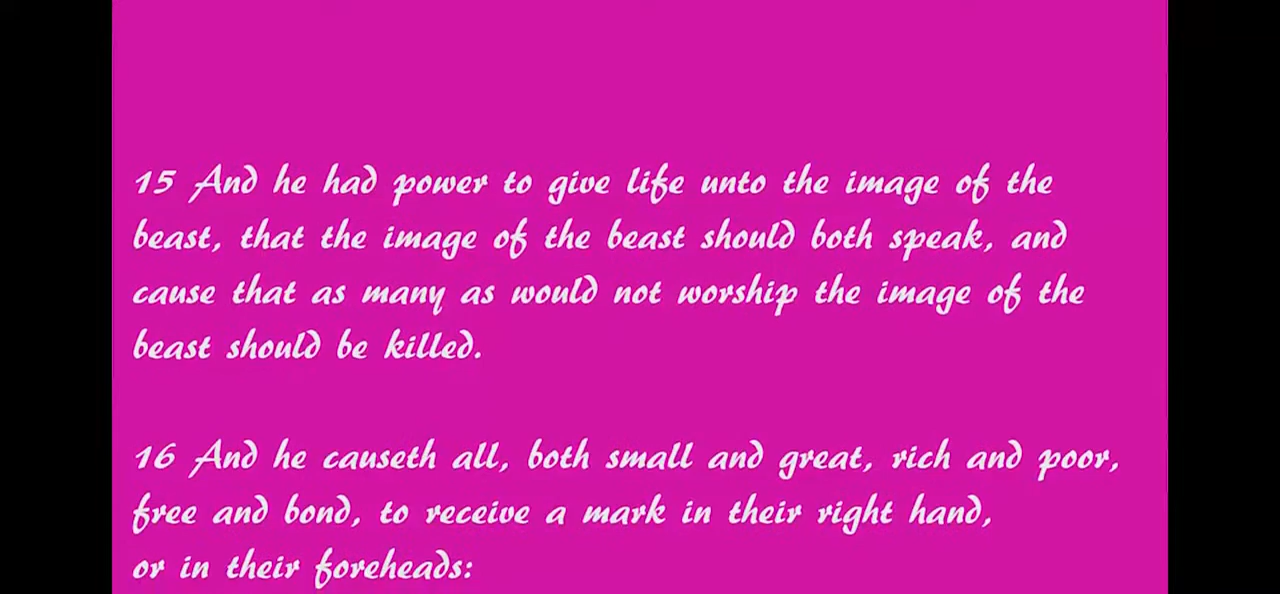 15 And he had power to give life unto the image of the
beast, that the image of the beast should both speak, and
cause that as many as would not worship the image of the
beast should be killed.
16 And he causeth all, both small and great, rich and poor,
free and bond, to receive a mark in their right hand,
or in their foreheads: